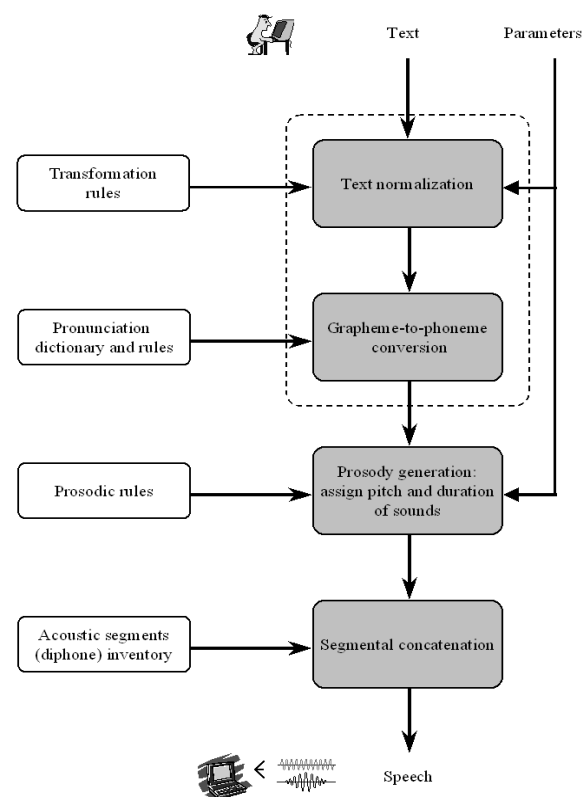 Text
Parameters
Transformation
rules
Text normalization
Pronunciation
dictionary and rules
Grapheme-to-phoneme
conversion
Prosodic rules
Prosody generation:
assign pitch and duration
of sounds
Acoustic segments
(diphone) inventory
Segmental concatenation
Speech